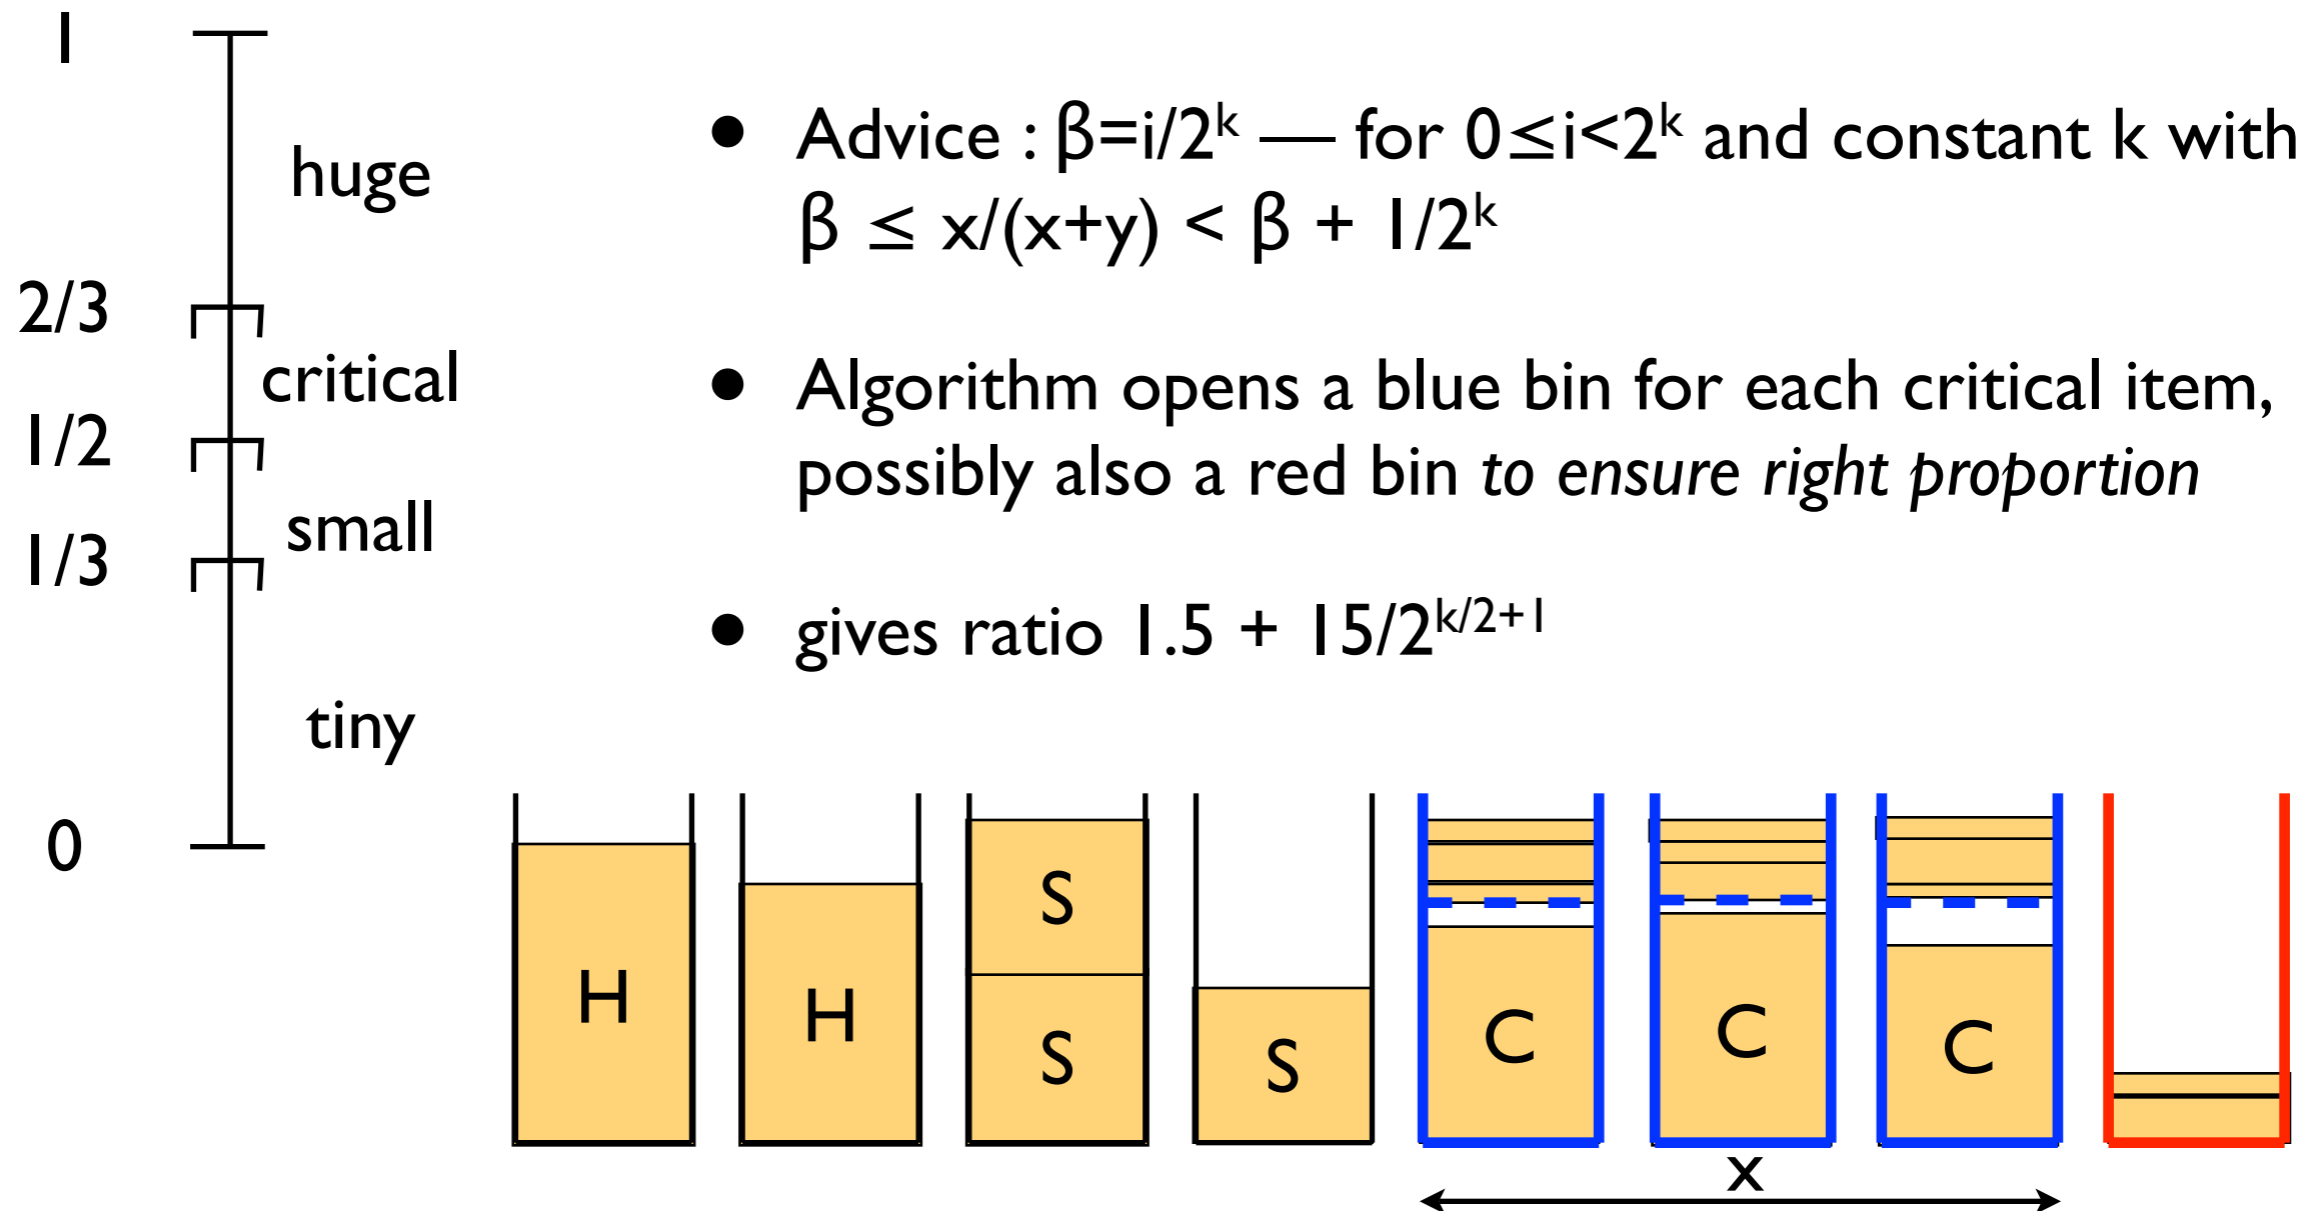 1
huge
2/3
critical
1/2
small
1/3
tiny
0
• Advice : β=i/2ᵏ — for 0≤i<2ᵏ and constant k with
β ≤ x/(x+y) < β + 1/2ᵏ
• Algorithm opens a blue bin for each critical item,
possibly also a red bin to ensure right proportion
• gives ratio 1.5 + 15/2ᵏ/²⁺¹
H
H
S
S
S
C
C
C
x